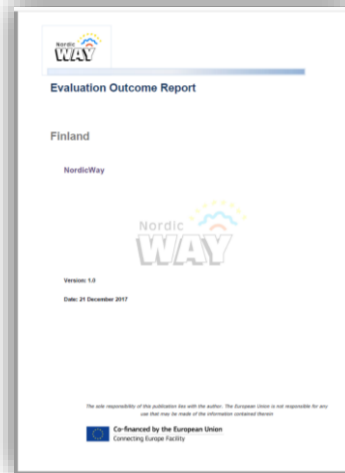 Nordic
WAY
Evaluation Outcome Report
Finland
NordicWay
Nordic
WAY
Version: 1.0
Date: 21 December 2017
The sole responsibility of this publication lies with the author. The European Union is not responsible for any
use that may be made of the information contained therein
Co-financed by the European Union
Connecting Europe Facility